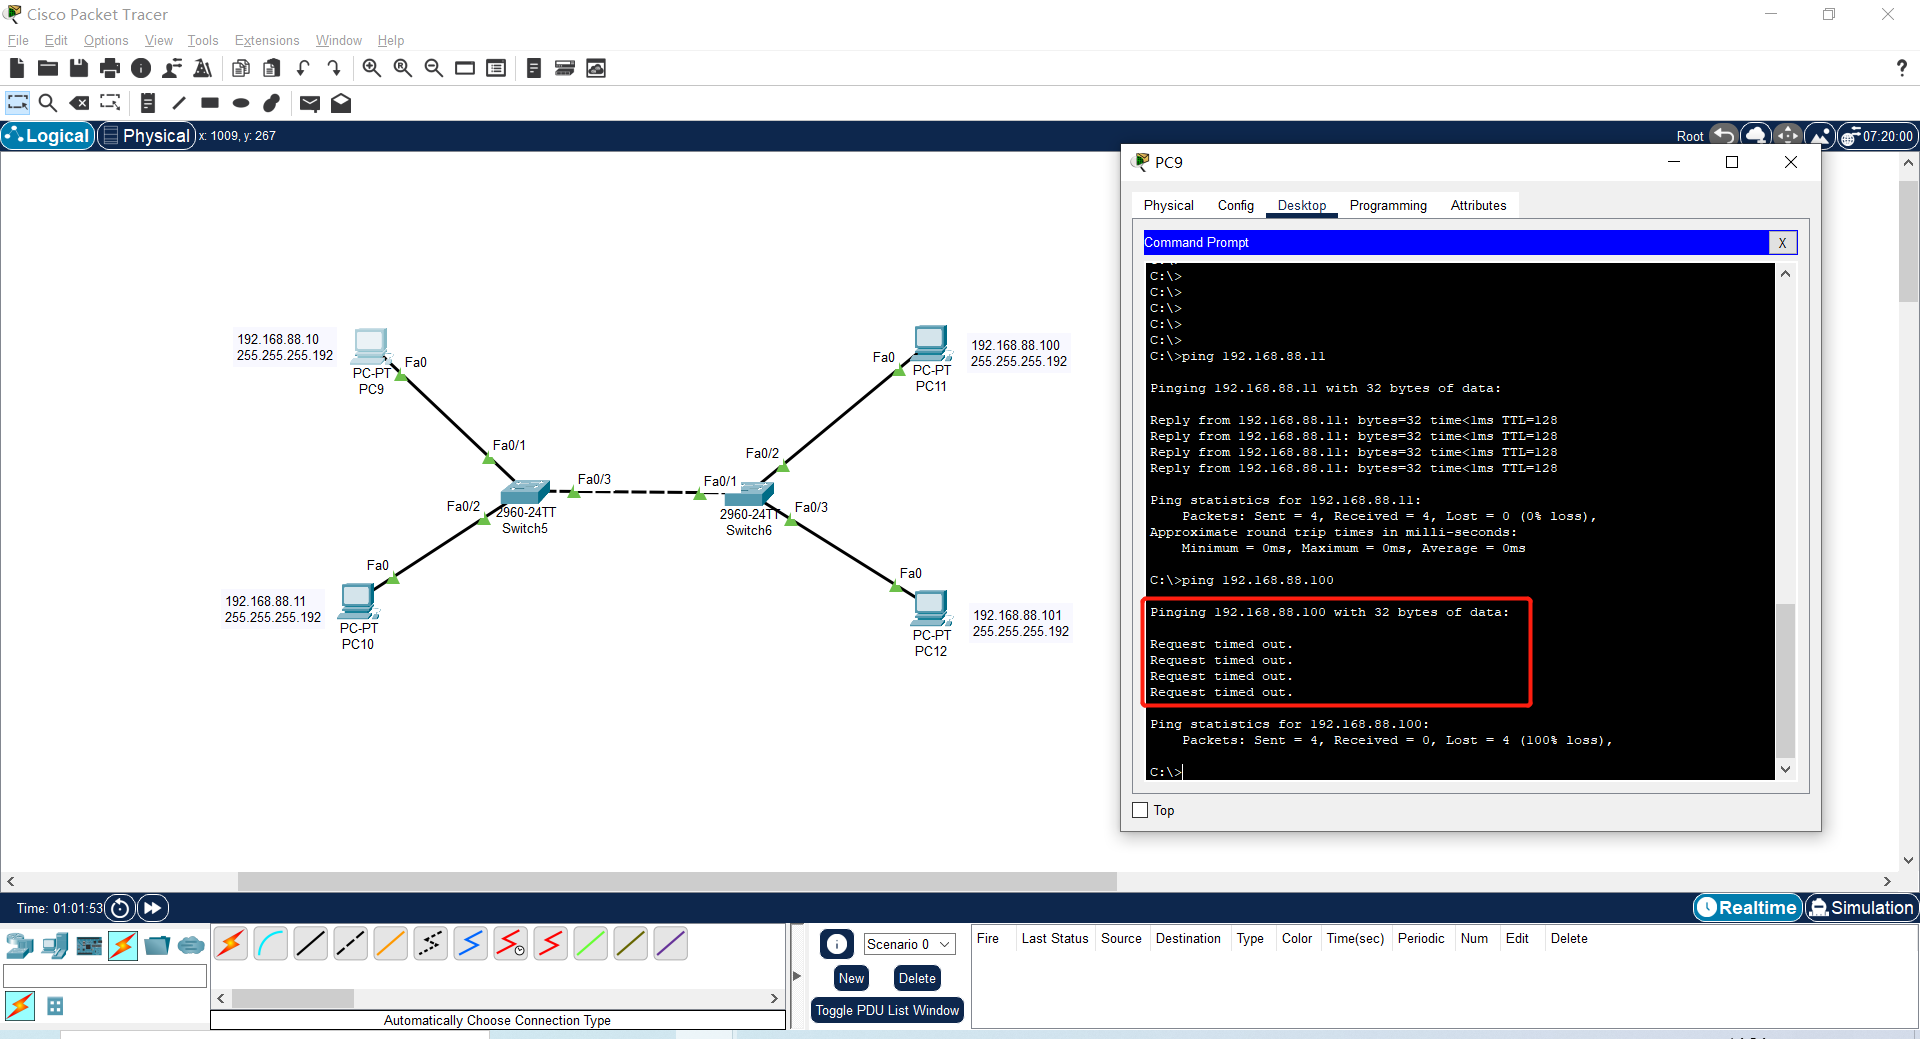 Cisco Packet Tracer
File Edit Options View Tools Extensions Window Help
?
Logical Physical x: 1009, y: 267
Root 07:20:00
192.168.88.10
255.255.255.192
Fa0
PC-PT
PC9
Fa0/1
Fa0/3
Fa0/2
2960-24TT
Switch5
Fa0
192.168.88.11
255.255.255.192
PC-PT
PC10
Fa0
192.168.88.100
255.255.255.192
PC-PT
PC11
Fa0/2
Fa0/1
Fa0/3
2960-24TT
Switch6
Fa0
192.168.88.101
255.255.255.192
PC-PT
PC12
PC9
Physical Config Desktop Programming Attributes
Command Prompt X
C:\>
C:\>
C:\>
C:\>
C:\>
C:\>ping 192.168.88.11
Pinging 192.168.88.11 with 32 bytes of data:
Reply from 192.168.88.11: bytes=32 time<1ms TTL=128
Reply from 192.168.88.11: bytes=32 time<1ms TTL=128
Reply from 192.168.88.11: bytes=32 time<1ms TTL=128
Reply from 192.168.88.11: bytes=32 time<1ms TTL=128
Ping statistics for 192.168.88.11:
Packets: Sent = 4, Received = 4, Lost = 0 (0% loss),
Approximate round trip times in milli-seconds:
Minimum = 0ms, Maximum = 0ms, Average = 0ms
C:\>ping 192.168.88.100
Pinging 192.168.88.100 with 32 bytes of data:
Request timed out.
Request timed out.
Request timed out.
Request timed out.
Ping statistics for 192.168.88.100:
Packets: Sent = 4, Received = 0, Lost = 4 (100% loss),
C:\>
Top
Time: 01:01:53
Realtime Simulation
Automatically Choose Connection Type
Scenario 0
New Delete
Toggle PDU List Window
Fire Last Status Source Destination Type Color Time(sec) Periodic Num Edit Delete